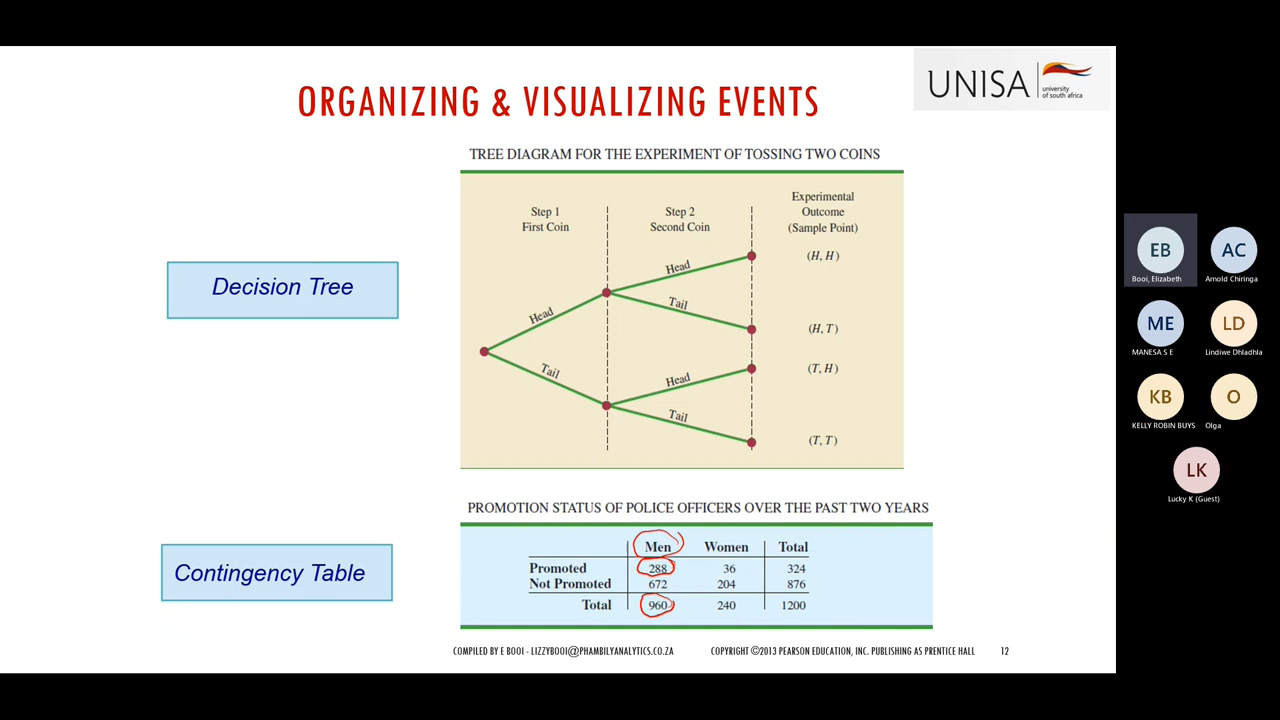 ORGANIZING & VISUALIZING EVENTS
UNISA
university
of south africa
TREE DIAGRAM FOR THE EXPERIMENT OF TOSSING TWO COINS
Step 1
First Coin
Step 2
Second Coin
Experimental
Outcome
(Sample Point)
Head
Tail
Head
Tail
Head
Tail
(H, H)
(H, T)
(T, H)
(T, T)
Decision Tree
PROMOTION STATUS OF POLICE OFFICERS OVER THE PAST TWO YEARS
Men Women Total
Promoted 288 36 324
Not Promoted 672 204 876
Total 960 240 1200
Contingency Table
COMPILED BY E BOOI - LIZZYBOOI@PHAMBILYANALYTICS.CO.ZA COPYRIGHT ©2013 PEARSON EDUCATION, INC. PUBLISHING AS PRENTICE HALL 12
EB
Booi, Elizabeth
AC
Arnold Chiringa
ME
MANESA S E
LD
Lindiwe Dhladhla
KB
KELLY ROBIN BUYS
O
Olga
LK
Lucky K (Guest)